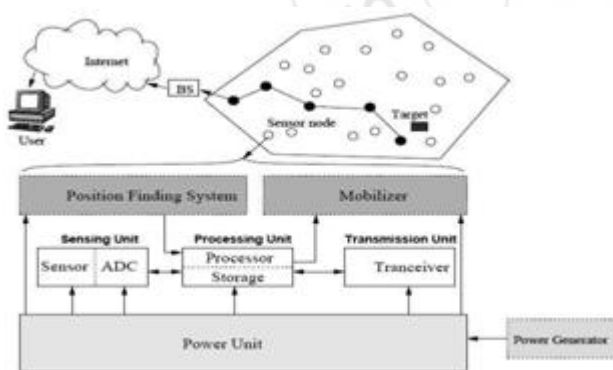 Internet
BS
User
Sensor node
Target
Position Finding System
Mobilizer
Sensing Unit
Processing Unit
Transmission Unit
Sensor
ADC
Processor
Storage
Tranceiver
Power Unit
Power Generator